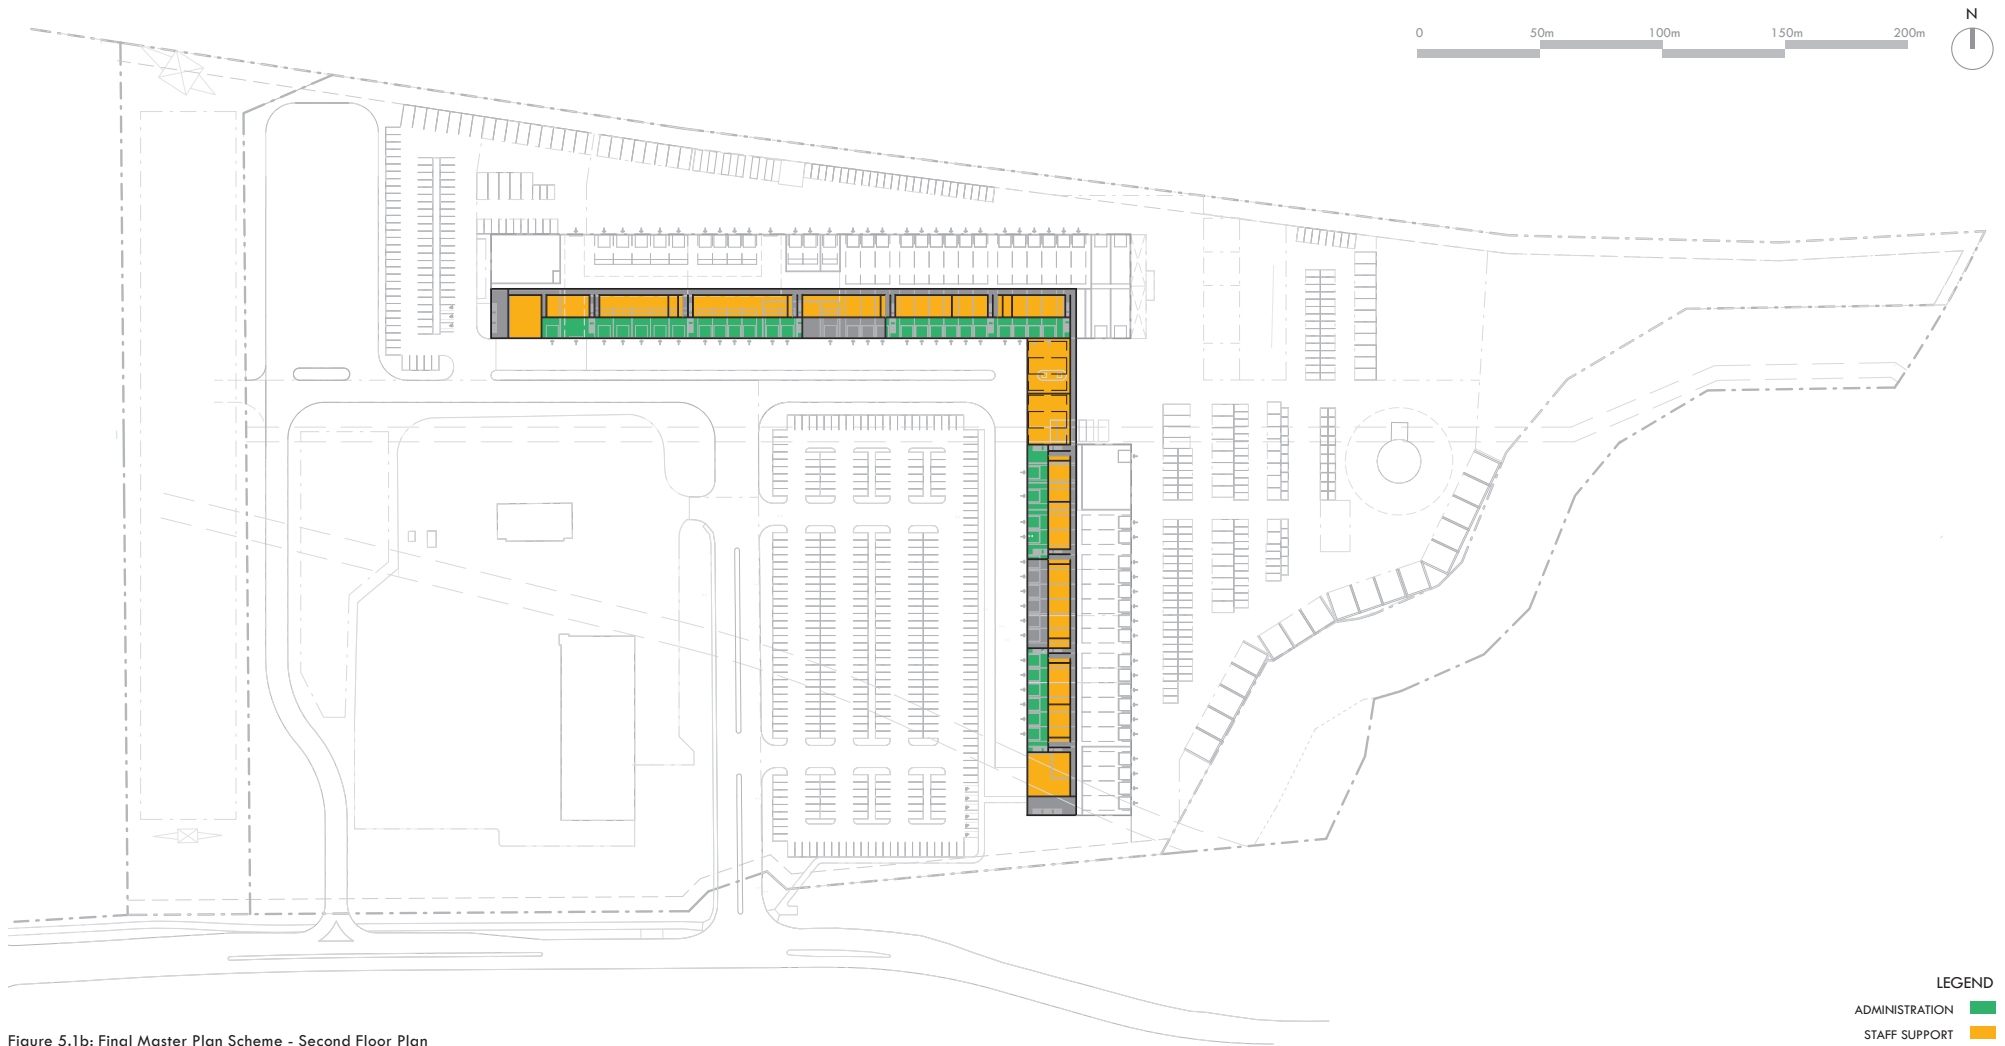 N
0 50m 100m 150m 200m
LEGEND
ADMINISTRATION
STAFF SUPPORT
Figure 5.1b: Final Master Plan Scheme - Second Floor Plan